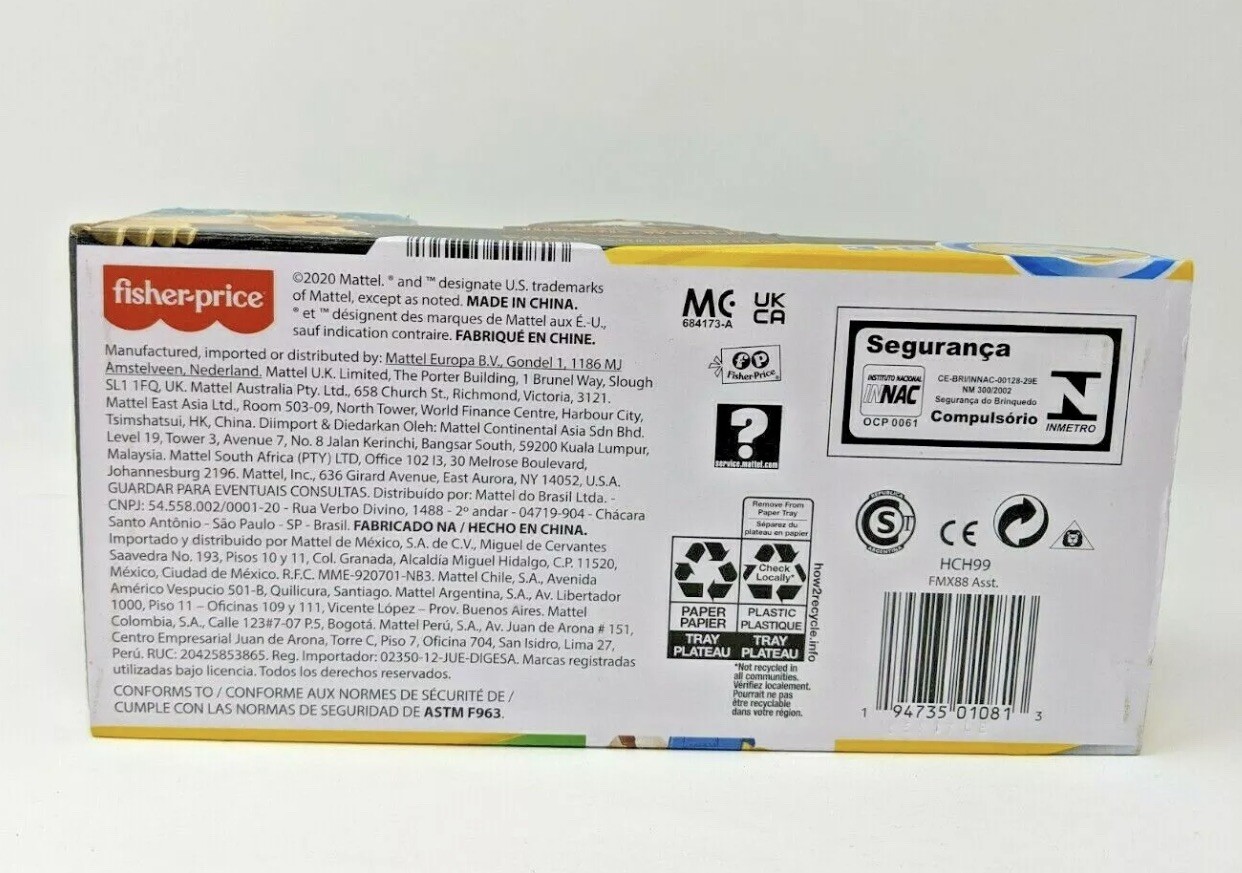 fisher-price
©2020 Mattel. ® and ™ designate U.S. trademarks
of Mattel, except as noted. MADE IN CHINA.
® et ™ désignent des marques de Mattel aux É.-U.,
sauf indication contraire. FABRIQUÉ EN CHINE.
Manufactured, imported or distributed by: Mattel Europa B.V., Gondel 1, 1186 MJ
Amstelveen, Nederland. Mattel U.K. Limited, The Porter Building, 1 Brunel Way, Slough
SL1 1FQ, UK. Mattel Australia Pty. Ltd., 658 Church St., Richmond, Victoria, 3121.
Mattel East Asia Ltd., Room 503-09, North Tower, World Finance Centre, Harbour City,
Tsimshatsui, HK, China. Diimport & Diedarkan Oleh: Mattel Continental Asia Sdn Bhd.
Level 19, Tower 3, Avenue 7, No. 8 Jalan Kerinchi, Bangsar South, 59200 Kuala Lumpur,
Malaysia. Mattel South Africa (PTY) LTD, Office 102 I3, 30 Melrose Boulevard,
Johannesburg 2196. Mattel, Inc., 636 Girard Avenue, East Aurora, NY 14052, U.S.A.
GUARDAR PARA EVENTUAIS CONSULTAS. Distribuído por: Mattel do Brasil Ltda. -
CNPJ: 54.558.002/0001-20 - Rua Verbo Divino, 1488 - 2º andar - 04719-904 - Chácara
Santo Antônio - São Paulo - SP - Brasil. FABRICADO NA / HECHO EN CHINA.
Importado y distribuido por Mattel de México, S.A. de C.V., Miguel de Cervantes
Saavedra No. 193, Pisos 10 y 11, Col. Granada, Alcaldía Miguel Hidalgo, C.P. 11520,
México, Ciudad de México. R.F.C. MME-920701-NB3. Mattel Chile, S.A., Avenida
Américo Vespucio 501-B, Quilicura, Santiago. Mattel Argentina, S.A., Av. Libertador
1000, Piso 11 – Oficinas 109 y 111, Vicente López – Prov. Buenos Aires. Mattel
Colombia, S.A., Calle 123#7-07 P.5, Bogotá. Mattel Perú, S.A., Av. Juan de Arona # 151,
Centro Empresarial Juan de Arona, Torre C, Piso 7, Oficina 704, San Isidro, Lima 27,
Perú. RUC: 20425853865. Reg. Importador: 02350-12-JUE-DIGESA. Marcas registradas
utilizadas bajo licencia. Todos los derechos reservados.
CONFORMS TO / CONFORME AUX NORMES DE SÉCURITÉ DE /
CUMPLE CON LAS NORMAS DE SEGURIDAD DE ASTM F963.
MC
684173-A
UK
CA
FP
Fisher-Price
?
service.mattel.com
Remove From
Paper Tray
Séparez du
plateau en papier
Check
Locally*
PAPER
PAPIER
TRAY
PLATEAU
PLASTIC
PLASTIQUE
TRAY
PLATEAU
how2recycle.info
*Not recycled in
all communities.
Vérifiez localement.
Pourrait ne pas
être recyclable
dans votre région.
Segurança
INSTITUTO NACIONAL
INNAC
OCP 0061
CE-BRI/INNAC-00128-29E
NM 300/2002
Segurança do Brinquedo
Compulsório
INMETRO
REPUBLICA
S
ARGENTINA
CE
HCH99
FMX88 Asst.
1 94735 01081 3